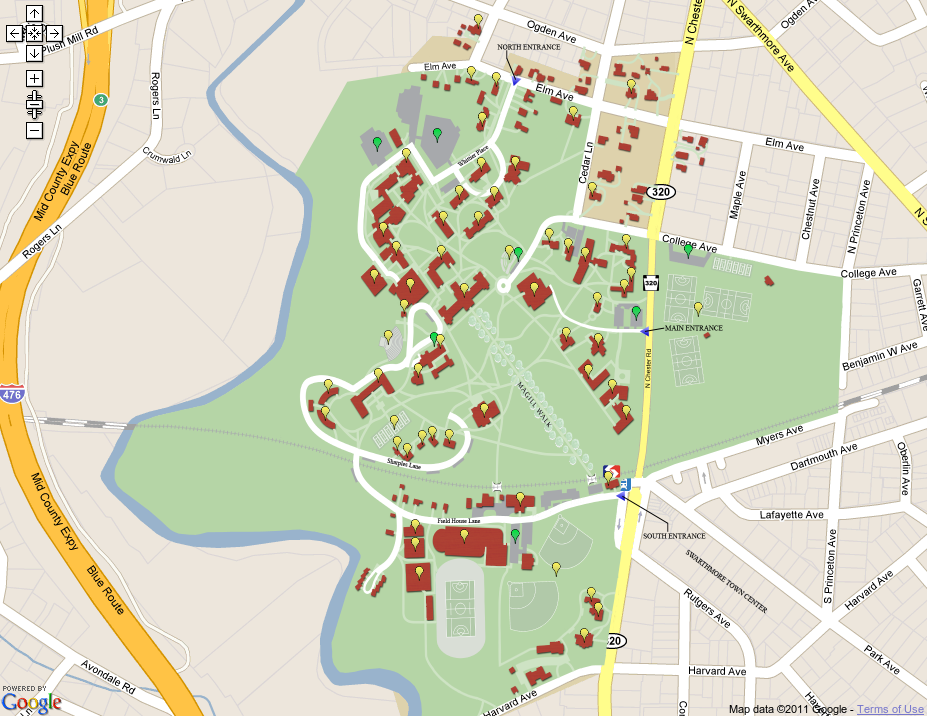 Plush Mill Rd
Rogers Ln
3
Crumwald Ln
Mid County Expy
Blue Route
Rogers Ln
Ogden Ave
Ogden Ave
N Chester Rd
N Swarthmore Ave
NORTH ENTRANCE
Elm Ave
Elm Ave
Elm Ave
Whittier Place
Cedar Ln
320
Maple Ave
Chestnut Ave
N Princeton Ave
College Ave
College Ave
320
Garrett Ave
MAIN ENTRANCE
N Chester Rd
Benjamin W Ave
MAGILL WALK
476
Myers Ave
Dartmouth Ave
Oberlin Ave
Sharples Lane
Field House Lane
Lafayette Ave
SOUTH ENTRANCE
SWARTHMORE TOWN CENTER
S Princeton Ave
Harvard Ave
Mid County Expy
Blue Route
Rutgers Ave
Park Ave
20
Harvard Ave
Harvard Ave
Avondale Rd
POWERED BY
Google
Map data ©2011 Google - Terms of Use